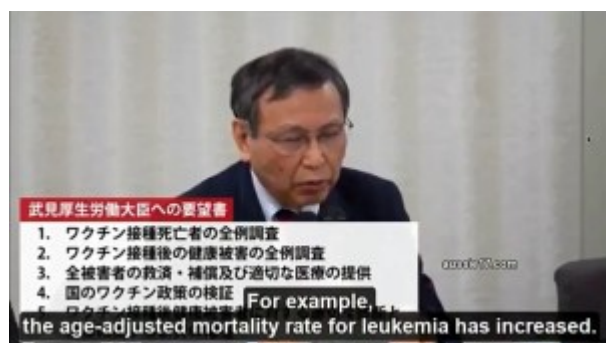 武見厚生労働大臣への要望書
1. ワクチン接種死亡者の全例調査
2. ワクチン接種後の健康被害の全例調査
3. 全被害者の救済・補償及び適切な医療の提供
4. 国のワクチン政策の検証
aussie17.com
For example,
the age-adjusted mortality rate for leukemia has increased.